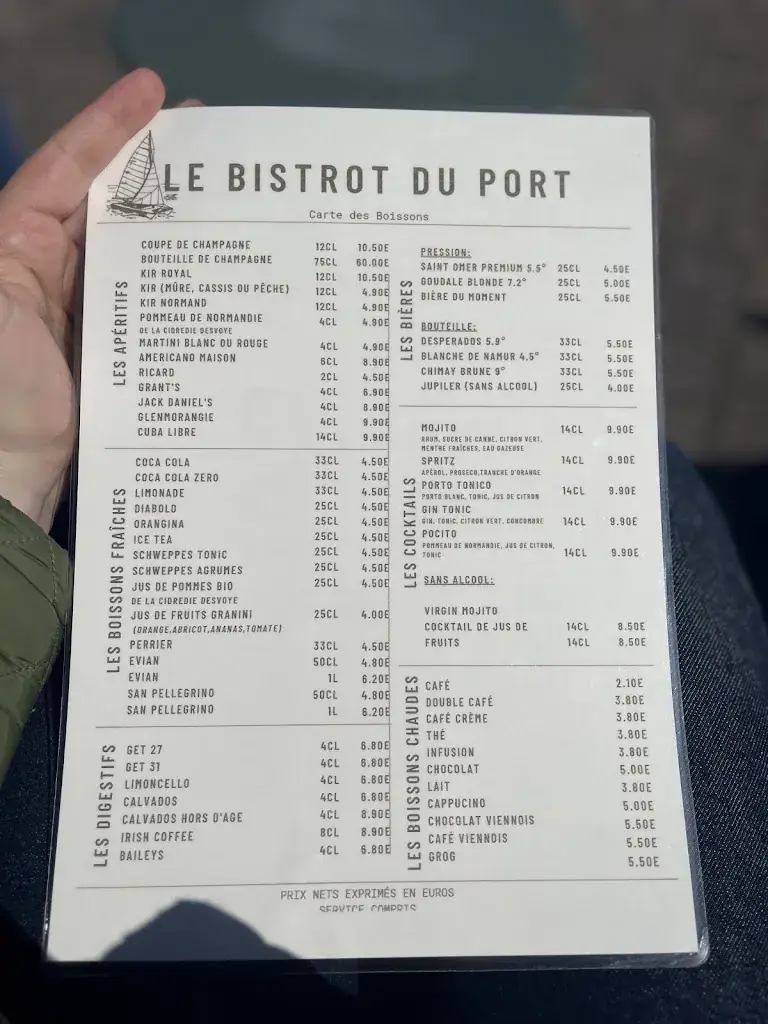 LE BISTROT DU PORT
Carte des Boissons
LES APÉRITIFS
COUPE DE CHAMPAGNE 12CL 10.50E
BOUTEILLE DE CHAMPAGNE 75CL 60.00E
KIR ROYAL 12CL 10.50E
KIR (MÛRE, CASSIS OU PÊCHE) 12CL 4.90E
KIR NORMAND 12CL 4.90E
POMMEAU DE NORMANDIE 4CL 4.90E
DE LA CIDREDIE DESVOYE
MARTINI BLANC OU ROUGE 4CL 4.90E
AMERICANO MAISON 6CL 8.90E
RICARD 2CL 4.50E
GRANT'S 4CL 6.90E
JACK DANIEL'S 4CL 8.90E
GLENMORANGIE 4CL 9.90E
CUBA LIBRE 14CL 9.90E
LES BOISSONS FRAÎCHES
COCA COLA 33CL 4.50E
COCA COLA ZERO 33CL 4.50E
LIMONADE 33CL 4.50E
DIABOLO 25CL 4.50E
ORANGINA 25CL 4.50E
ICE TEA 25CL 4.50E
SCHWEPPES TONIC 25CL 4.50E
SCHWEPPES AGRUMES 25CL 4.50E
JUS DE POMMES BIO 25CL 4.50E
DE LA CIDREDIE DESVOYE
JUS DE FRUITS GRANINI 25CL 4.00E
(ORANGE,ABRICOT,ANANAS,TOMATE)
PERRIER 33CL 4.50E
EVIAN 50CL 4.80E
EVIAN 1L 6.20E
SAN PELLEGRINO 50CL 4.80E
SAN PELLEGRINO 1L 6.20E
LES DIGESTIFS
GET 27 4CL 6.80E
GET 31 4CL 6.80E
LIMONCELLO 4CL 6.80E
CALVADOS 4CL 6.80E
CALVADOS HORS D'AGE 4CL 8.90E
IRISH COFFEE 8CL 8.90E
BAILEYS 4CL 6.80E
LES BIÈRES
PRESSION:
SAINT OMER PREMIUM 5.5° 25CL 4.50E
GOUDALE BLONDE 7.2° 25CL 5.00E
BIÈRE DU MOMENT 25CL 5.50E
BOUTEILLE:
DESPERADOS 5.9° 33CL 5.50E
BLANCHE DE NAMUR 4.5° 33CL 5.50E
CHIMAY BRUNE 9° 33CL 5.50E
JUPILER (SANS ALCOOL) 25CL 4.00E
LES COCKTAILS
MOJITO 14CL 9.90E
RHUM, SUCRE DE CANNE, CITRON VERT,
MENTHE FRAÎCHES, EAU GAZEUSE
SPRITZ 14CL 9.90E
APÉROL, PROSECO,TRANCHE D'ORANGE
PORTO TONICO 14CL 9.90E
PORTO BLANC, TONIC, JUS DE CITRON
GIN TONIC
GIN, TONIC, CITRON VERT, CONCOMBRE 14CL 9.90E
POCITO
POMMEAU DE NORMANDIE, JUS DE CITRON,
TONIC 14CL 9.90E
SANS ALCOOL:
VIRGIN MOJITO
COCKTAIL DE JUS DE 14CL 8.50E
FRUITS 14CL 8.50E
LES BOISSONS CHAUDES
CAFÉ 2.10E
DOUBLE CAFÉ 3.80E
CAFÉ CRÈME 3.80E
THÉ 3.80E
INFUSION 3.80E
CHOCOLAT 5.00E
LAIT 3.80E
CAPPUCINO 5.00E
CHOCOLAT VIENNOIS 5.50E
CAFÉ VIENNOIS 5.50E
GROG 5.50E
PRIX NETS EXPRIMÉS EN EUROS
SERVICE COMPRIS